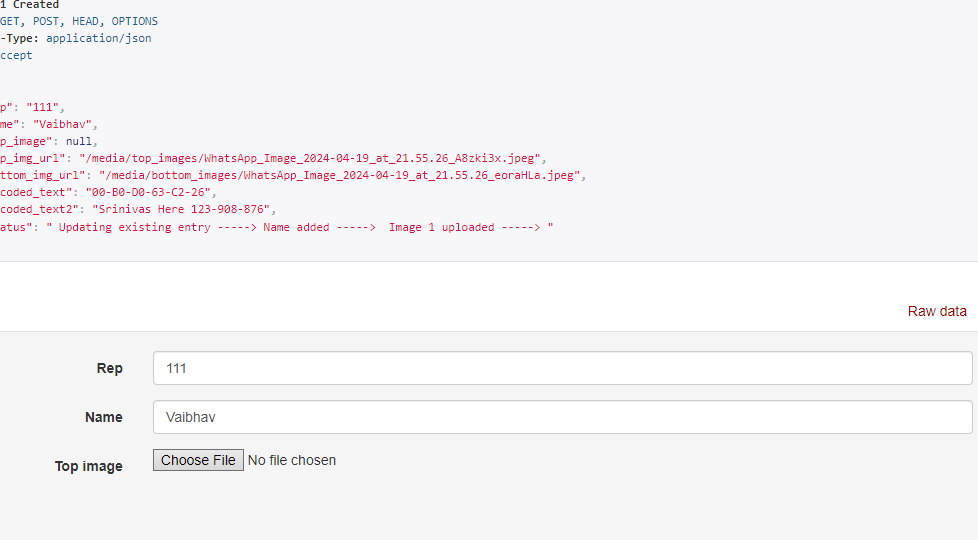 1 Created
GET, POST, HEAD, OPTIONS
-Type: application/json
ccept
p": "111",
me": "Vaibhav",
p_image": null,
p_img_url": "/media/top_images/WhatsApp_Image_2024-04-19_at_21.55.26_A8zki3x.jpeg",
ttom_img_url": "/media/bottom_images/WhatsApp_Image_2024-04-19_at_21.55.26_eoraHLa.jpeg",
coded_text": "00-B0-D0-63-C2-26",
coded_text2": "Srinivas Here 123-908-876",
atus": " Updating existing entry -----> Name added ----->  Image 1 uploaded -----> "
Raw data
Rep 111
Name Vaibhav
Top image Choose File No file chosen